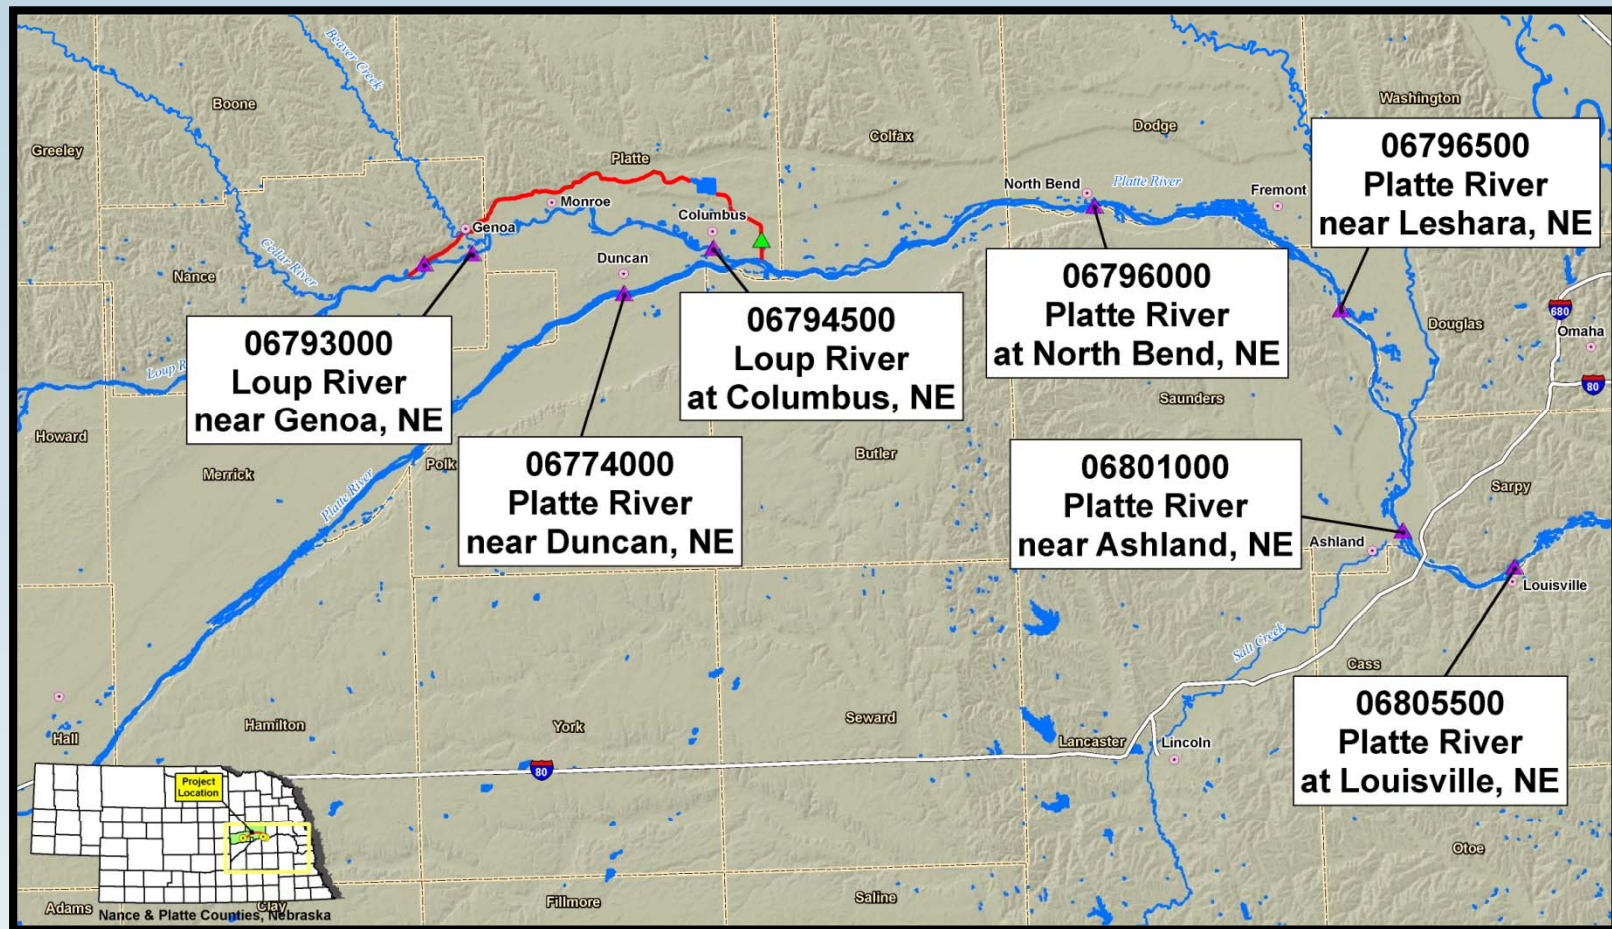 Beaver Creek
Boone
Washington
Greeley
Colfax
Dodge
Platte
06796500
Platte River
near Leshara, NE
North Bend
Platte River
Fremont
Monroe
Columbus
Genoa
Cedar River
Nance
Duncan
06796000
Platte River
at North Bend, NE
06794500
Loup River
at Columbus, NE
680
Omaha
Douglas
06793000
Loup River
near Genoa, NE
Loup R
80
Saunders
Howard
Merrick
Polk
Butler
06774000
Platte River
near Duncan, NE
06801000
Platte River
near Ashland, NE
Sarpy
Platte River
Ashland
Louisville
Salt Creek
Cass
06805500
Platte River
at Louisville, NE
Hall
Hamilton
York
Seward
Lancaster
Lincoln
80
Project
Location
Otoe
Adams
Clay
Fillmore
Saline
Nance & Platte Counties, Nebraska